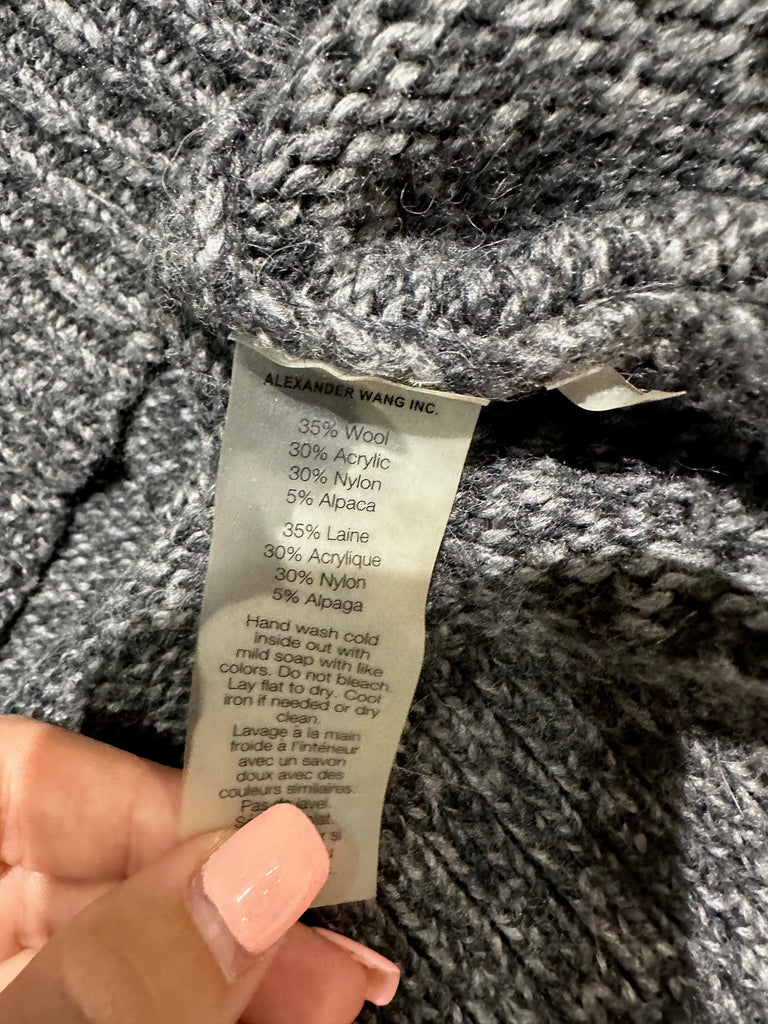 ALEXANDER WANG INC.
35% Wool
30% Acrylic
30% Nylon
5% Alpaca
35% Laine
30% Acrylique
30% Nylon
5% Alpaga
Hand wash cold
inside out with
mild soap with like
colors. Do not bleach.
Lay flat to dry. Cool
iron if needed or dry
clean.
Lavage à la main
froide à l'intérieur
avec un savon
doux avec des
couleurs similaires.
Pas javel.
si